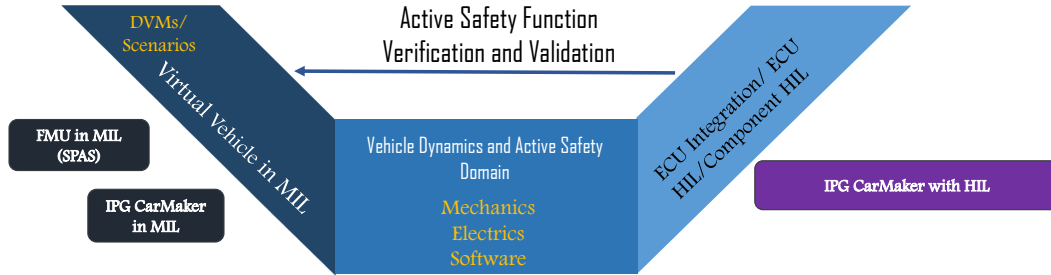 Active Safety Function
Verification and Validation
DVMs/
Scenarios
Virtual Vehicle in MIL
FMU in MIL
(SPAS)
IPG CarMaker
in MIL
Vehicle Dynamics and Active Safety
Domain
Mechanics
Electrics
Software
ECU Integration/ ECU
HIL/Component HIL
IPG CarMaker with HIL